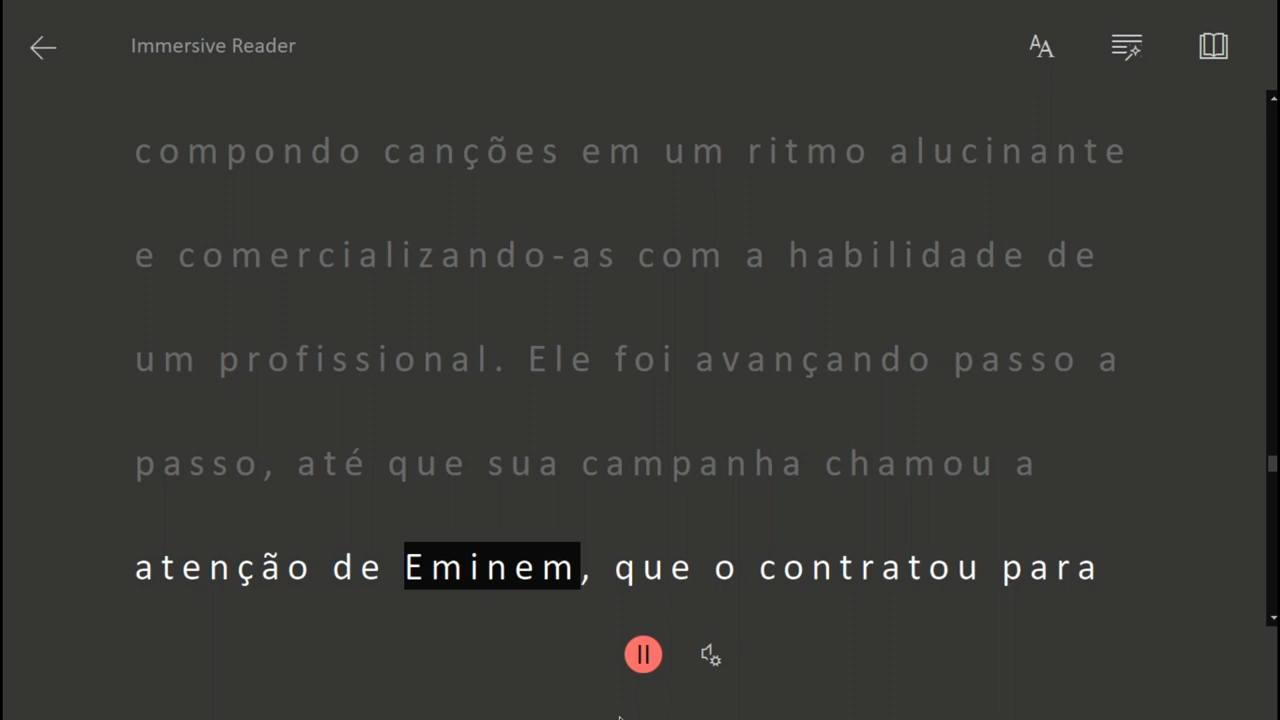 Immersive Reader
compondo canções em um ritmo alucinante
e comercializando-as com a habilidade de
um profissional. Ele foi avançando passo a
passo, até que sua campanha chamou a
atenção de Eminem, que o contratou para